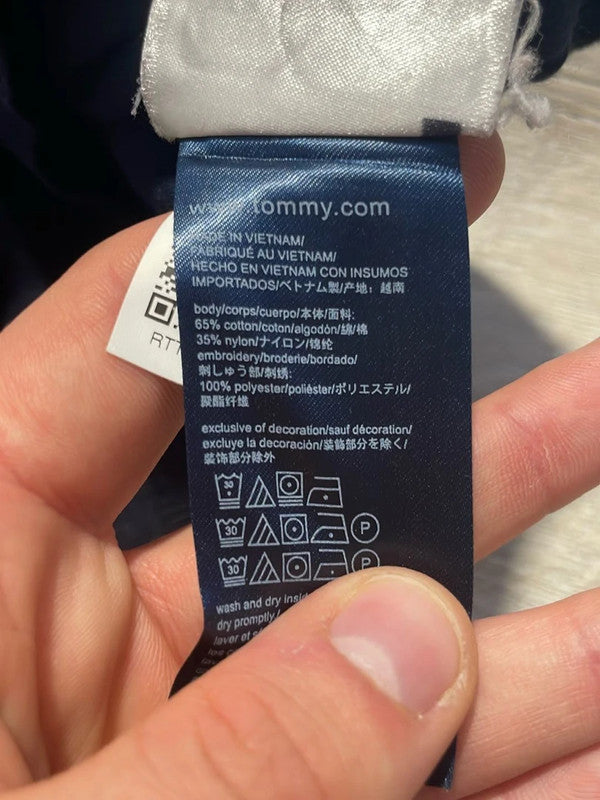 www.tommy.com
MADE IN VIETNAM/
FABRIQUÉ AU VIETNAM/
HECHO EN VIETNAM CON INSUMOS
IMPORTADOS/ベトナム製/产地：越南
body/corps/cuerpo/本体/面料:
65% cotton/coton/algodón/綿/棉
35% nylon/ナイロン/锦纶
embroidery/broderie/bordado/
刺しゅう部/刺绣:
100% polyester/poliéster/ポリエステル/
聚酯纤维
exclusive of decoration/sauf décoration/
excluye la decoración/装飾部分を除く/
装饰部分除外
30
30 P
30 P
wash and dry insid
dry promptly/
laver et s
RTT